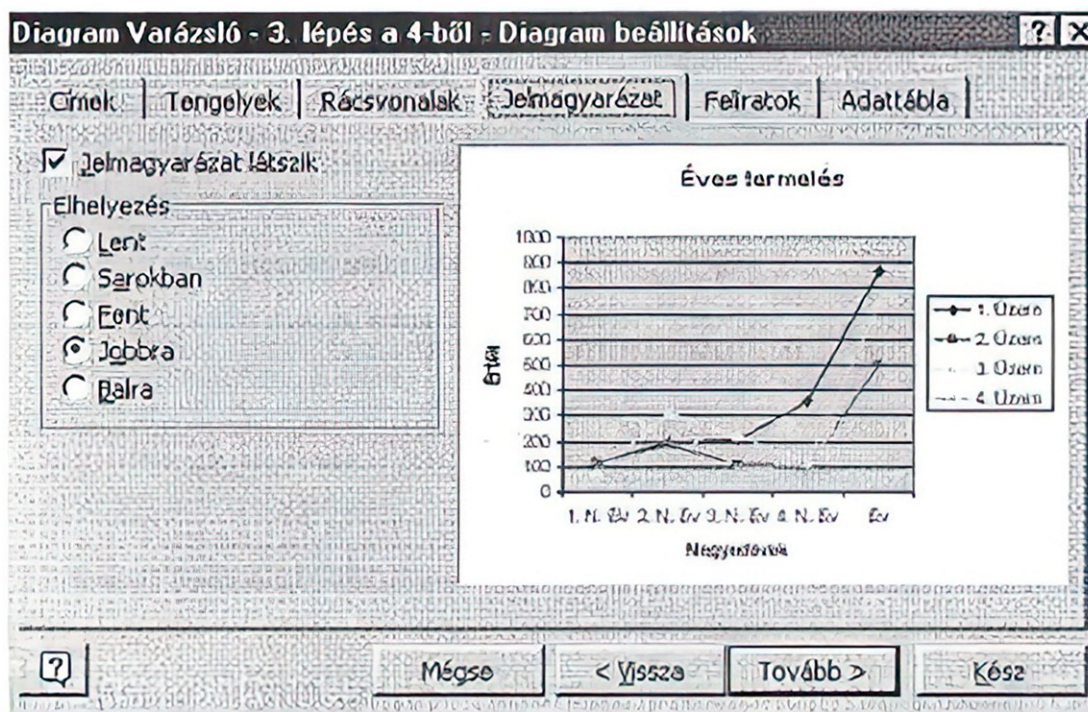 Diagram Varázsló - 3. lépés a 4-ből - Diagram beállítások
Címek Tengelyek Rácsvonalak Jelmagyarázat Feliratok Adattábla
Jelmagyarázat látszik
Elhelyezés
Lent
Sarokban
Fent
Jobbra
Balra
Éves termelés
1000
900
800
700
600
500
400
300
200
100
0
Érték
1. N. Év 2. N. Év 3. N. Év 4. N. Év Év
Negyedévek
1. Üzem
2. Üzem
3. Üzem
4. Üzem
Mégse < Vissza Tovább > Kész